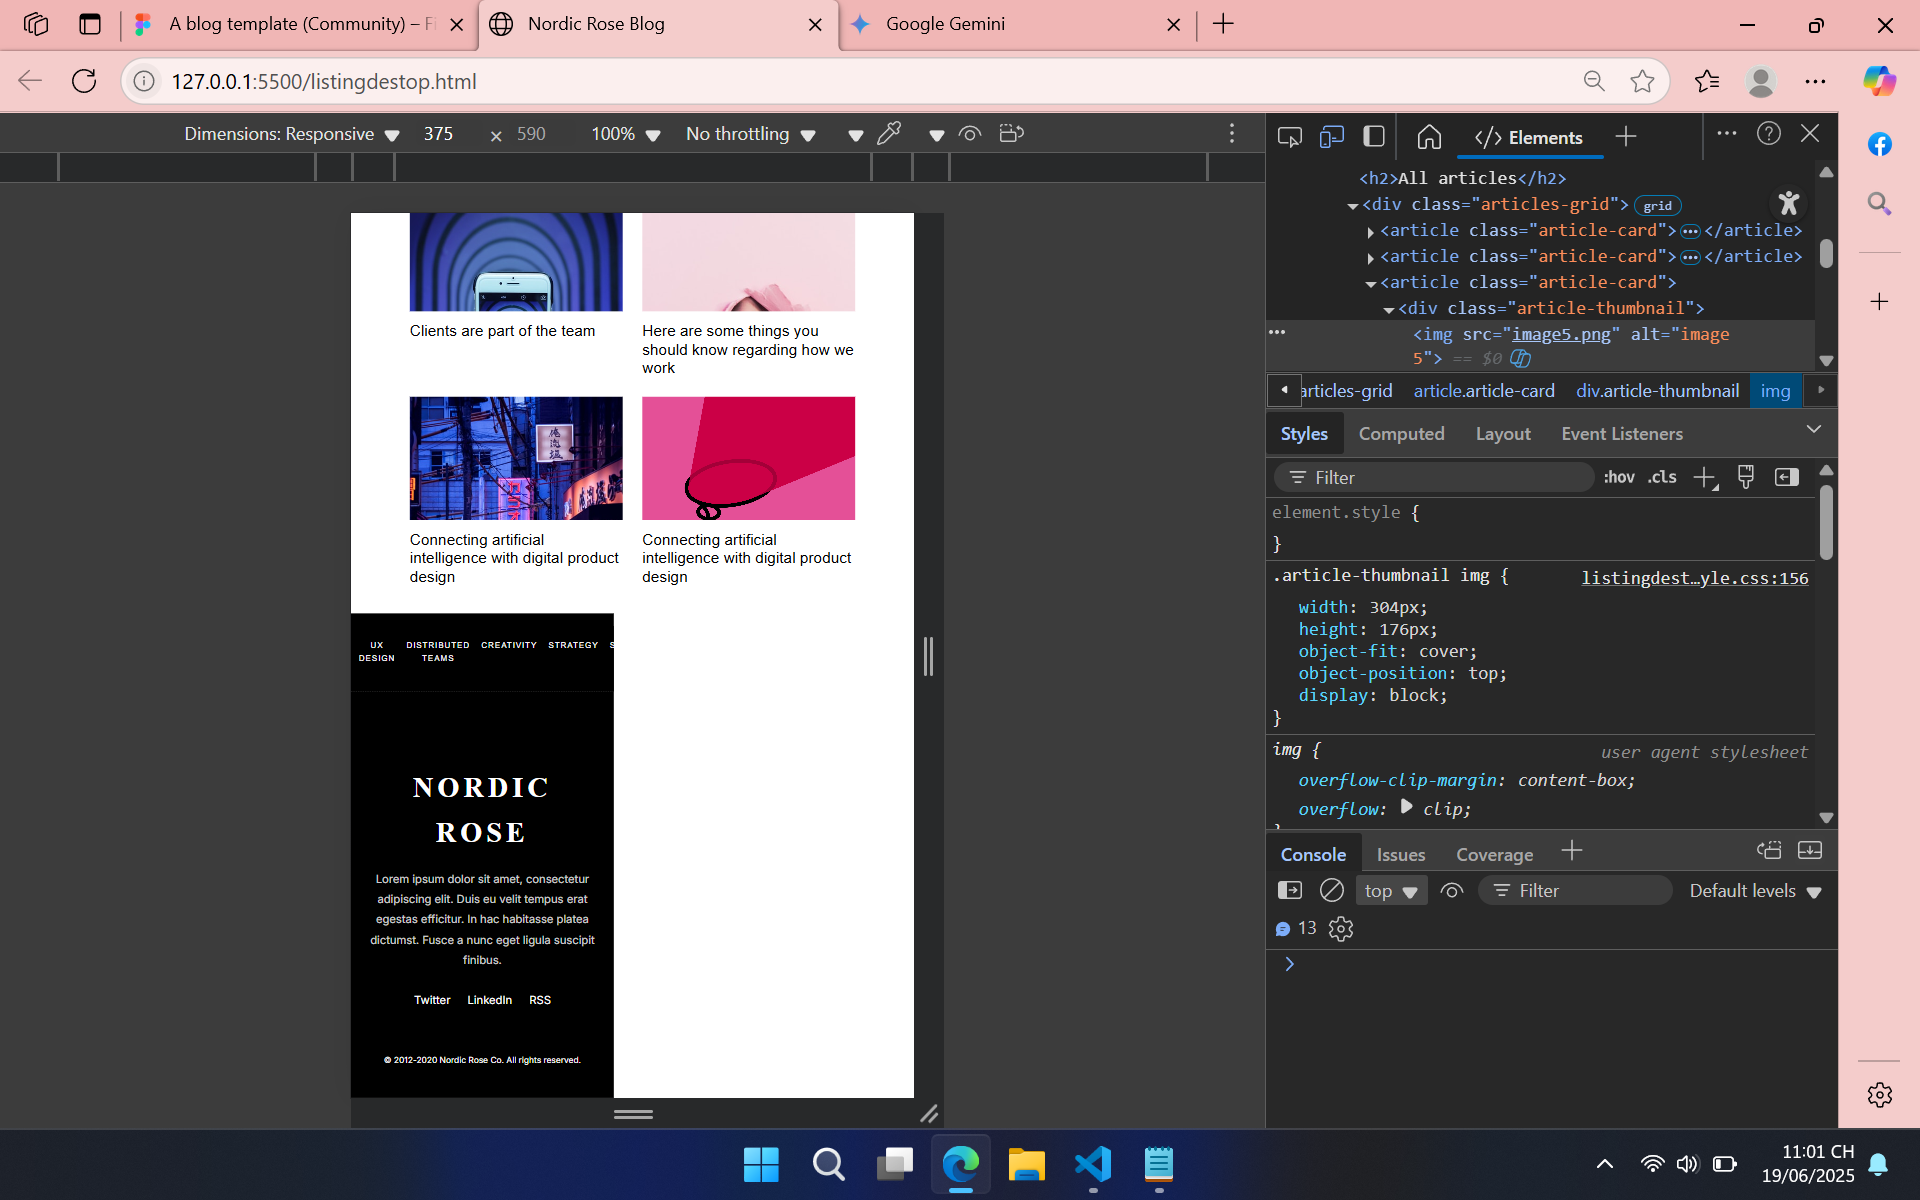 A blog template (Community) – Fi
Nordic Rose Blog
Google Gemini
127.0.0.1:5500/listingdestop.html
Dimensions: Responsive
375
×
590
100%
No throttling
Clients are part of the team
Here are some things you
should know regarding how we
work
俺流塩
Connecting artificial
intelligence with digital product
design
Connecting artificial
intelligence with digital product
design
UX
DESIGN
DISTRIBUTED
TEAMS
CREATIVITY
STRATEGY
NORDIC
ROSE
Lorem ipsum dolor sit amet, consectetur
adipiscing elit. Duis eu velit tempus erat
egestas efficitur. In hac habitasse platea
dictumst. Fusce a nunc eget ligula suscipit
finibus.
Twitter
LinkedIn
RSS
© 2012-2020 Nordic Rose Co. All rights reserved.
</> Elements
<h2>All articles</h2>
<div class="articles-grid"> grid
<article class="article-card">…</article>
<article class="article-card">…</article>
<article class="article-card">
<div class="article-thumbnail">
<img src="image5.png" alt="image
5"> == $0
articles-grid
article.article-card
div.article-thumbnail
img
Styles
Computed
Layout
Event Listeners
Filter
:hov
.cls
element.style {
}
.article-thumbnail img {
listingdest…yle.css:156
width: 304px;
height: 176px;
object-fit: cover;
object-position: top;
display: block;
}
img {
user agent stylesheet
overflow-clip-margin: content-box;
overflow: clip;
}
Console
Issues
Coverage
top
Filter
Default levels
13
11:01 CH
19/06/2025